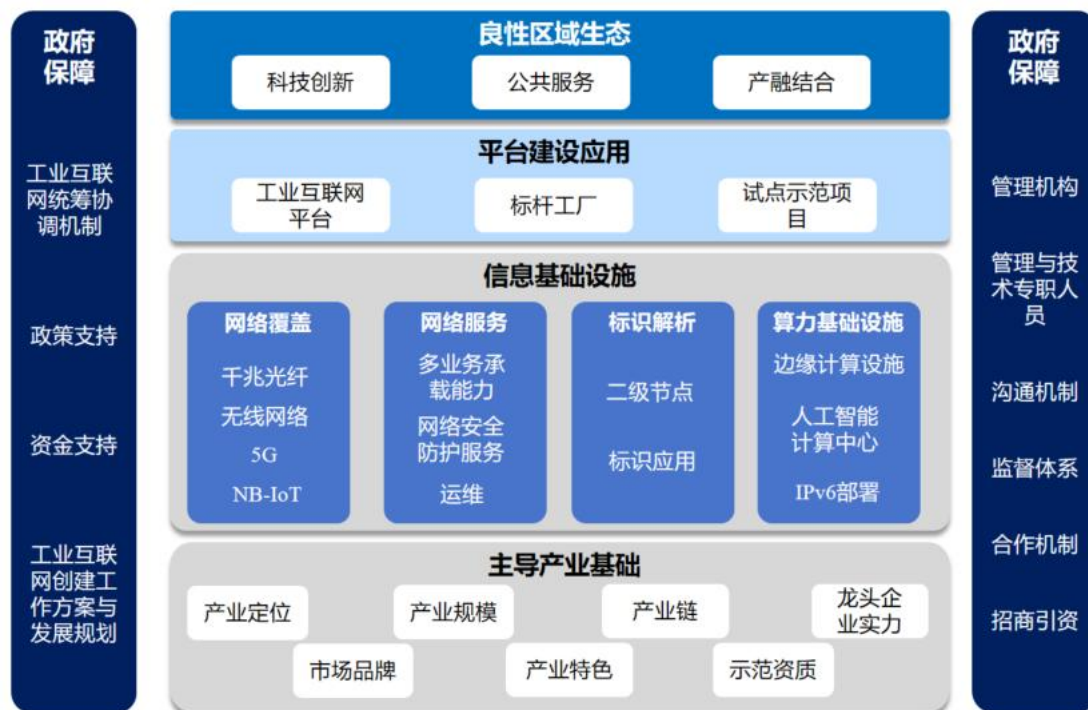 政府
保障
工业互联
网统筹协
调机制
政策支持
资金支持
工业互联
网创建工
作方案与
发展规划
良性区域生态
科技创新
公共服务
产融结合
平台建设应用
工业互联网
平台
标杆工厂
试点示范项
目
信息基础设施
网络覆盖
千兆光纤
无线网络
5G
NB-IoT
网络服务
多业务承
载能力
网络安全
防护服务
运维
标识解析
二级节点
标识应用
算力基础设施
边缘计算设施
人工智能
计算中心
IPv6部署
主导产业基础
产业定位
产业规模
产业链
龙头企
业实力
市场品牌
产业特色
示范资质
政府
保障
管理机构
管理与技
术专职人
员
沟通机制
监督体系
合作机制
招商引资